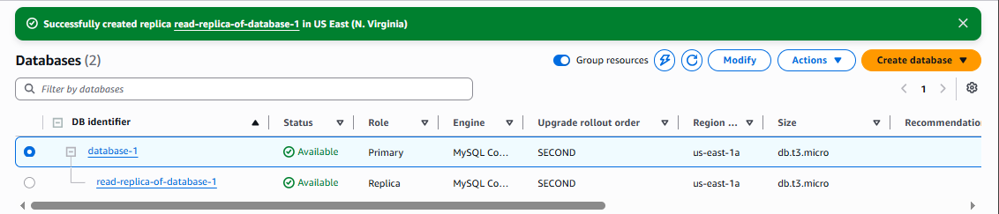 Successfully created replica read-replica-of-database-1 in US East (N. Virginia)
Databases (2)
Group resources
Modify
Actions
Create database
Filter by databases
1
DB identifier Status Role Engine Upgrade rollout order Region ... Size Recommendation
database-1 Available Primary MySQL Co... SECOND us-east-1a db.t3.micro
read-replica-of-database-1 Available Replica MySQL Co... SECOND us-east-1a db.t3.micro